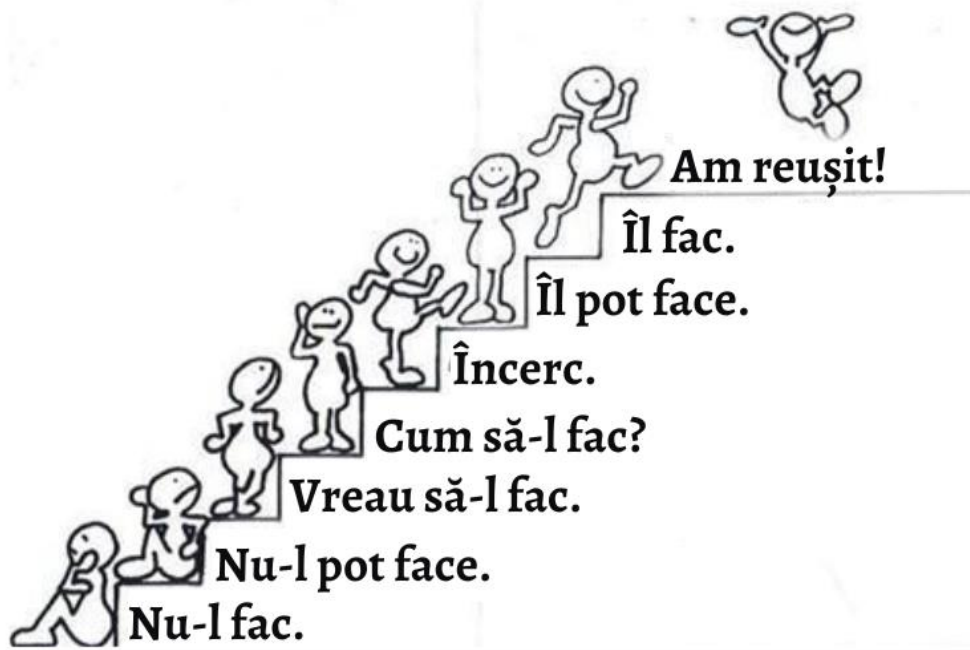 Am reușit!
Îl fac.
Îl pot face.
Încerc.
Cum să-l fac?
Vreau să-l fac.
Nu-l pot face.
Nu-l fac.